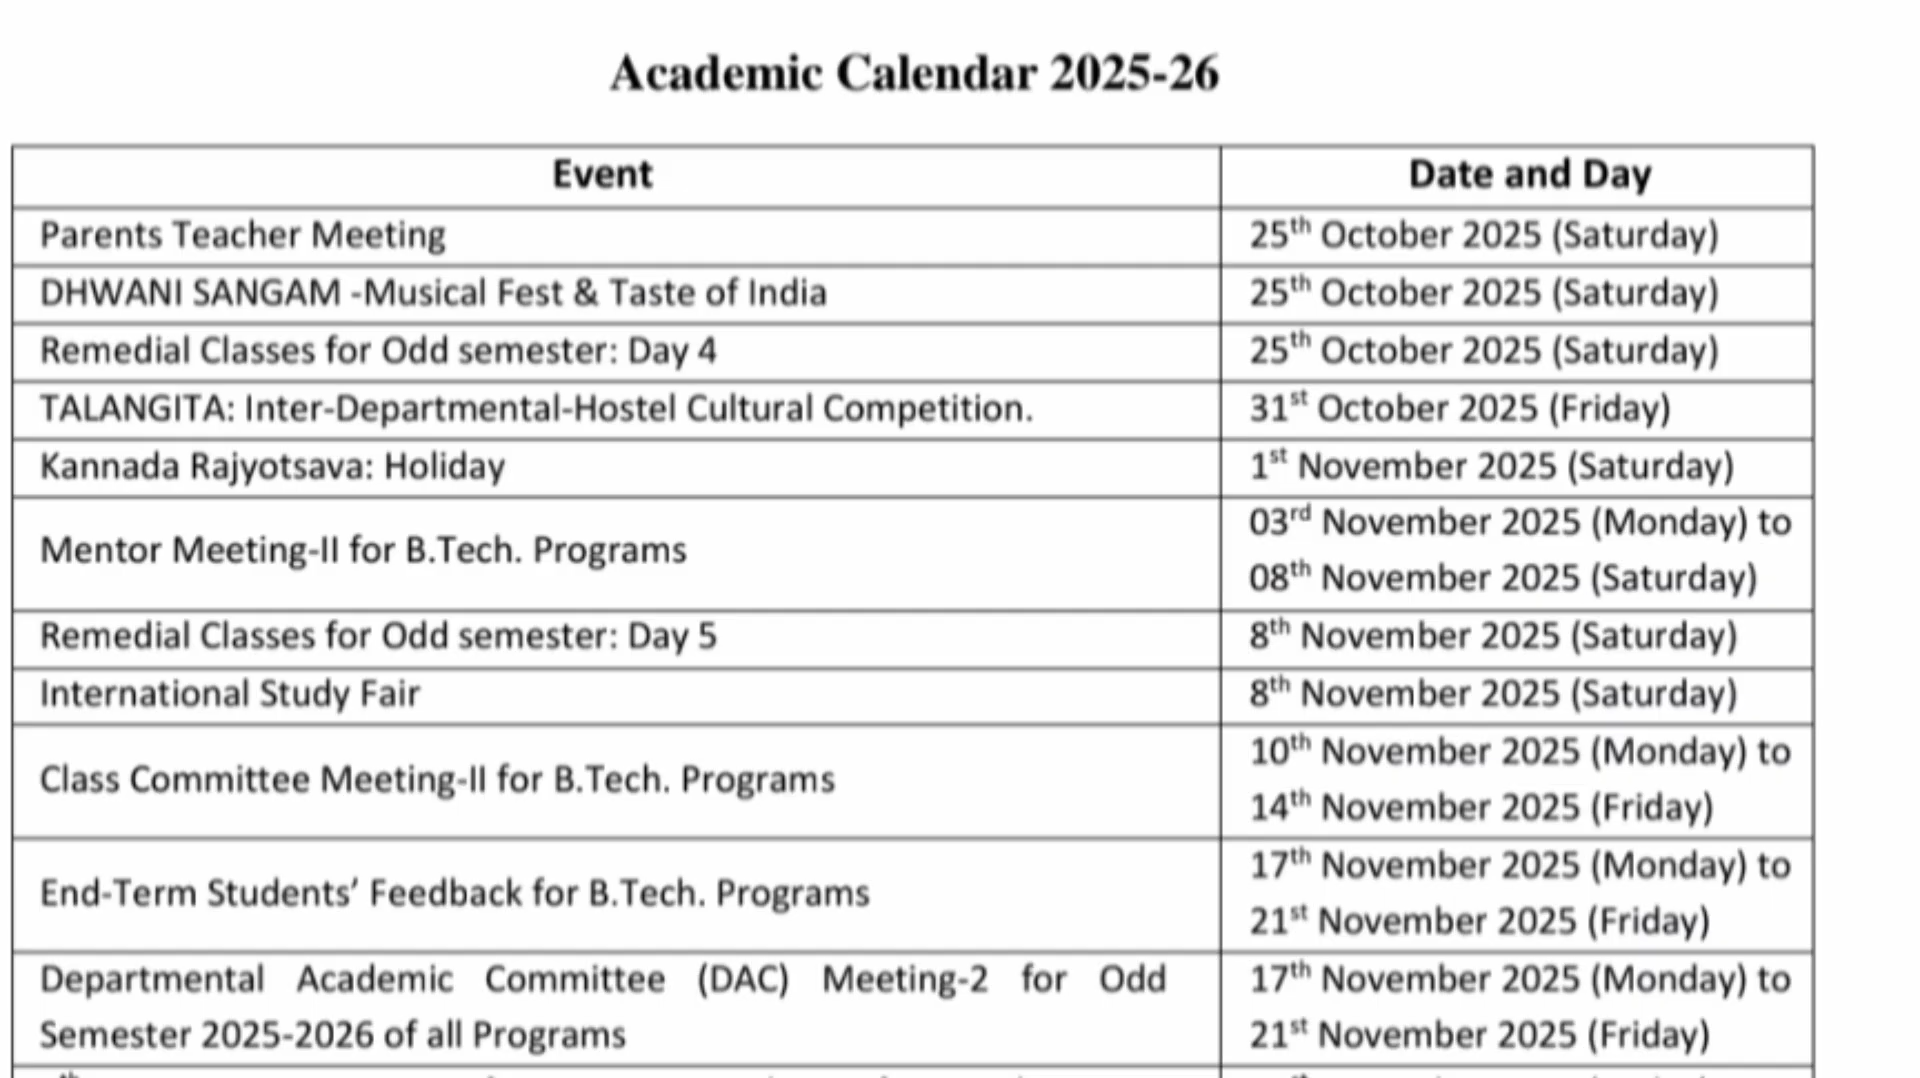 Academic Calendar 2025-26
Event Date and Day
Parents Teacher Meeting 25th October 2025 (Saturday)
DHWANI SANGAM -Musical Fest & Taste of India 25th October 2025 (Saturday)
Remedial Classes for Odd semester: Day 4 25th October 2025 (Saturday)
TALANGITA: Inter-Departmental-Hostel Cultural Competition. 31st October 2025 (Friday)
Kannada Rajyotsava: Holiday 1st November 2025 (Saturday)
Mentor Meeting-II for B.Tech. Programs 03rd November 2025 (Monday) to
08th November 2025 (Saturday)
Remedial Classes for Odd semester: Day 5 8th November 2025 (Saturday)
International Study Fair 8th November 2025 (Saturday)
Class Committee Meeting-II for B.Tech. Programs 10th November 2025 (Monday) to
14th November 2025 (Friday)
End-Term Students’ Feedback for B.Tech. Programs 17th November 2025 (Monday) to
21st November 2025 (Friday)
Departmental Academic Committee (DAC) Meeting-2 for Odd 17th November 2025 (Monday) to
Semester 2025-2026 of all Programs 21st November 2025 (Friday)